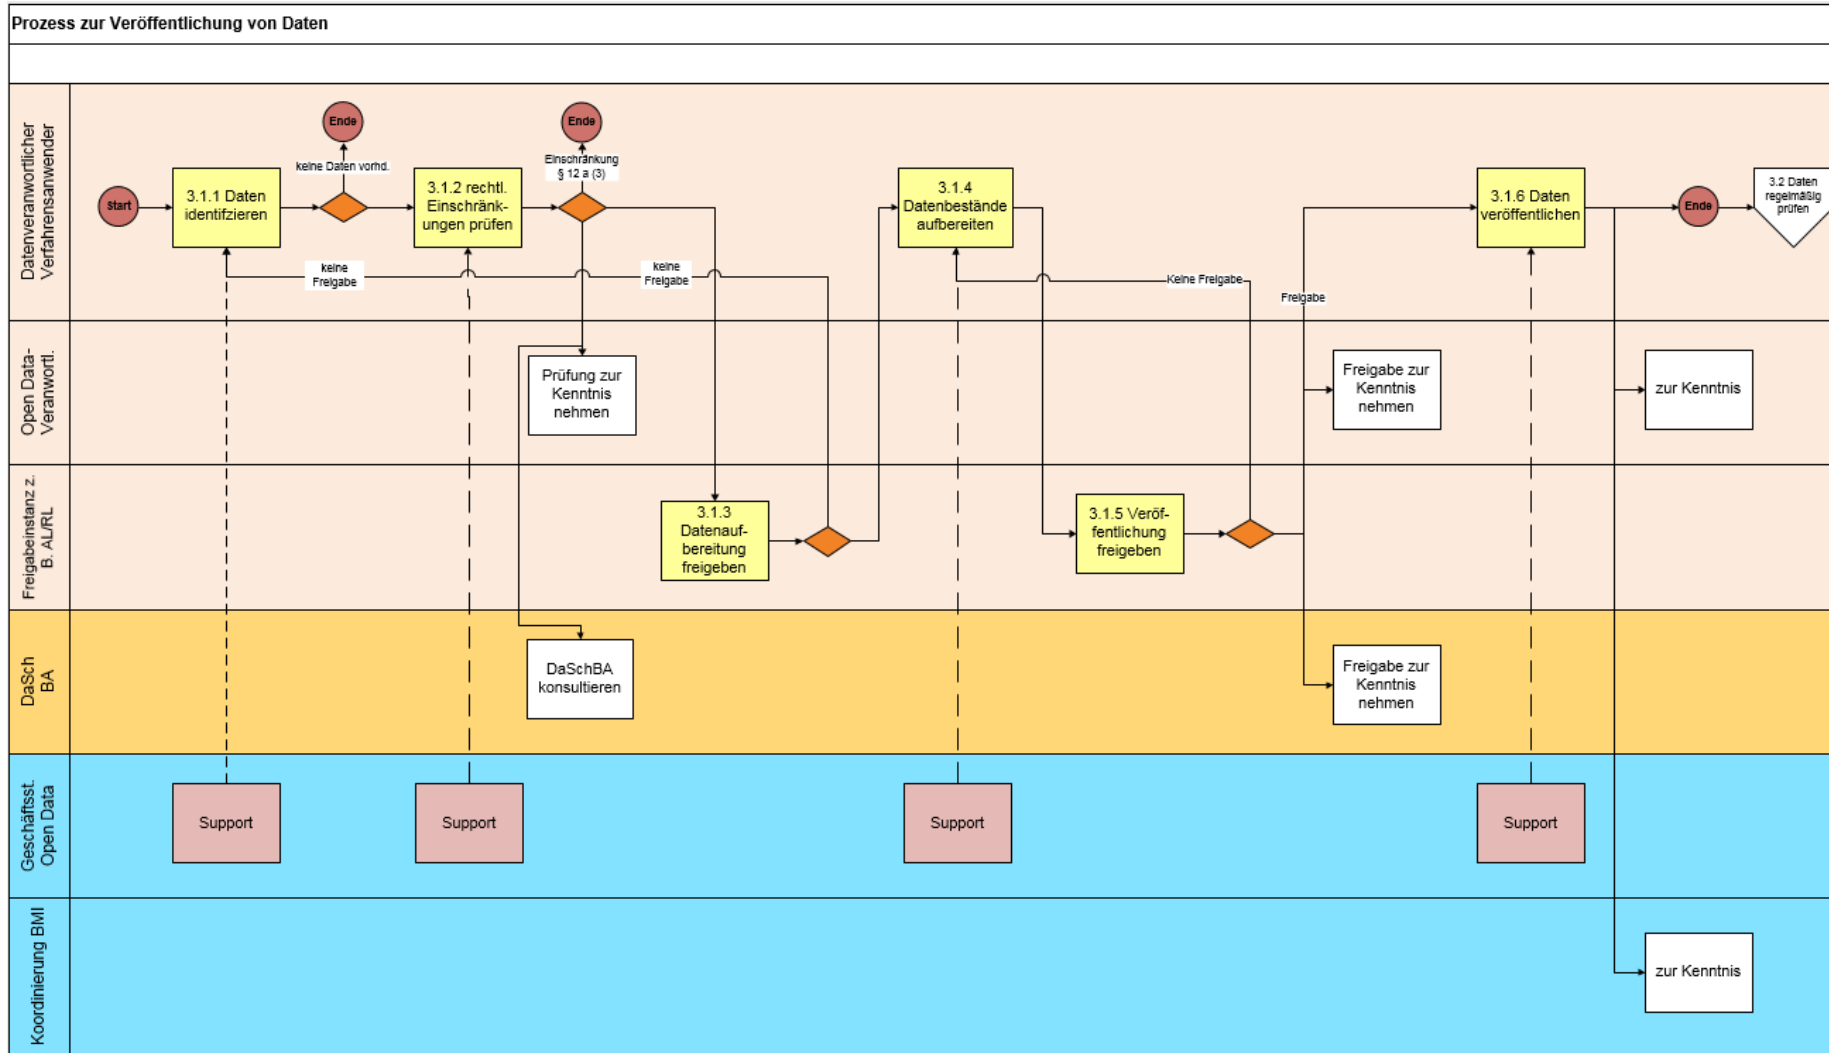 Prozess zur Veröffentlichung von Daten
Datenveranwortlicher
Verfahrensanwender
Start
3.1.1 Daten
identifzieren
Ende
keine Daten vorhd.
3.1.2 rechtl.
Einschränk-
ungen prüfen
Ende
Einschränkung
§ 12 a (3)
3.1.4
Datenbestände
aufbereiten
3.1.6 Daten
veröffentlichen
Ende
3.2 Daten
regelmäßig
prüfen
keine
Freigabe
keine
Freigabe
Keine Freigabe
Freigabe
Open Data-
Veranwortl.
Prüfung zur
Kenntnis
nehmen
Freigabe zur
Kenntnis
nehmen
zur Kenntnis
Freigabeinstanz z.
B. AL/RL
3.1.3
Datenauf-
bereitung
freigeben
3.1.5 Veröf-
fentlichung
freigeben
DaSch
BA
DaSchBA
konsultieren
Freigabe zur
Kenntnis
nehmen
Geschäftsst.
Open Data
Support
Support
Support
Support
Koordinierung BMI
zur Kenntnis